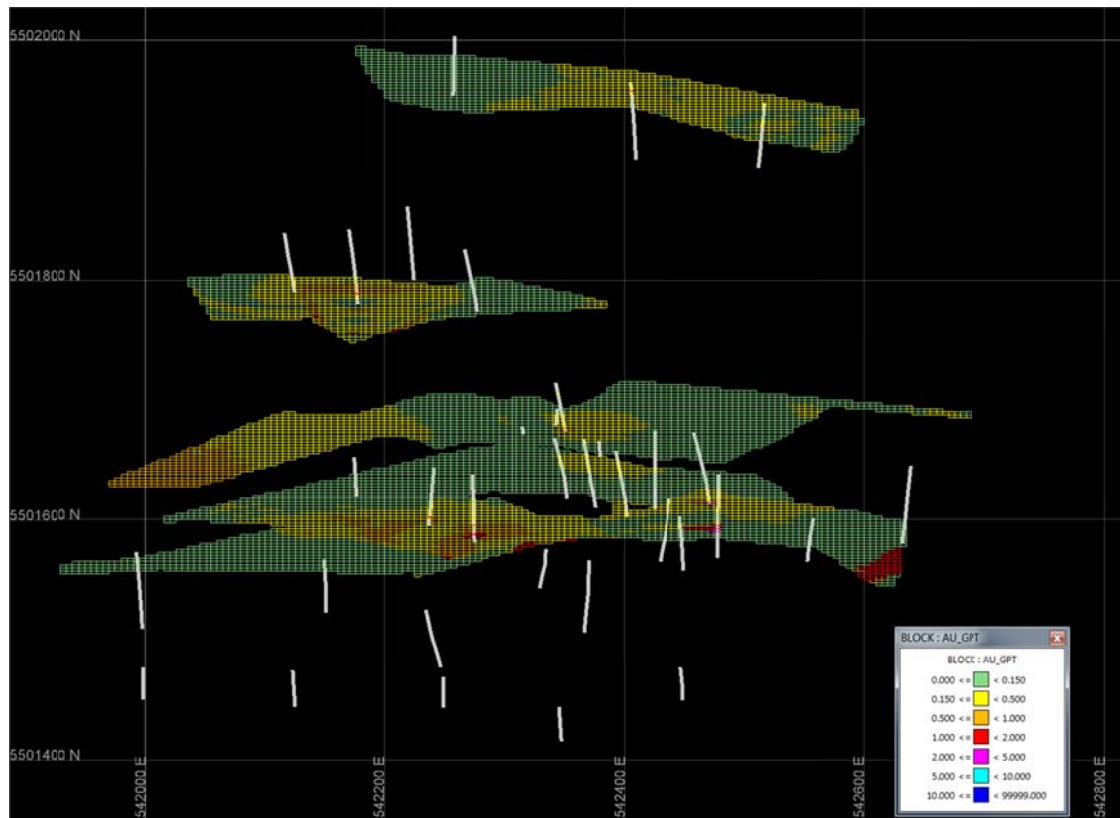 5502000 N
5501800 N
5501600 N
5501400 N
542000 E
542200 E
542400 E
542600 E
542800 E
BLOCK : AU_GPT
BLOCK : AU_GPT
0.000 <= < 0.150
0.150 <= < 0.500
0.500 <= < 1.000
1.000 <= < 2.000
2.000 <= < 5.000
5.000 <= < 10.000
10.000 <= < 99999.000